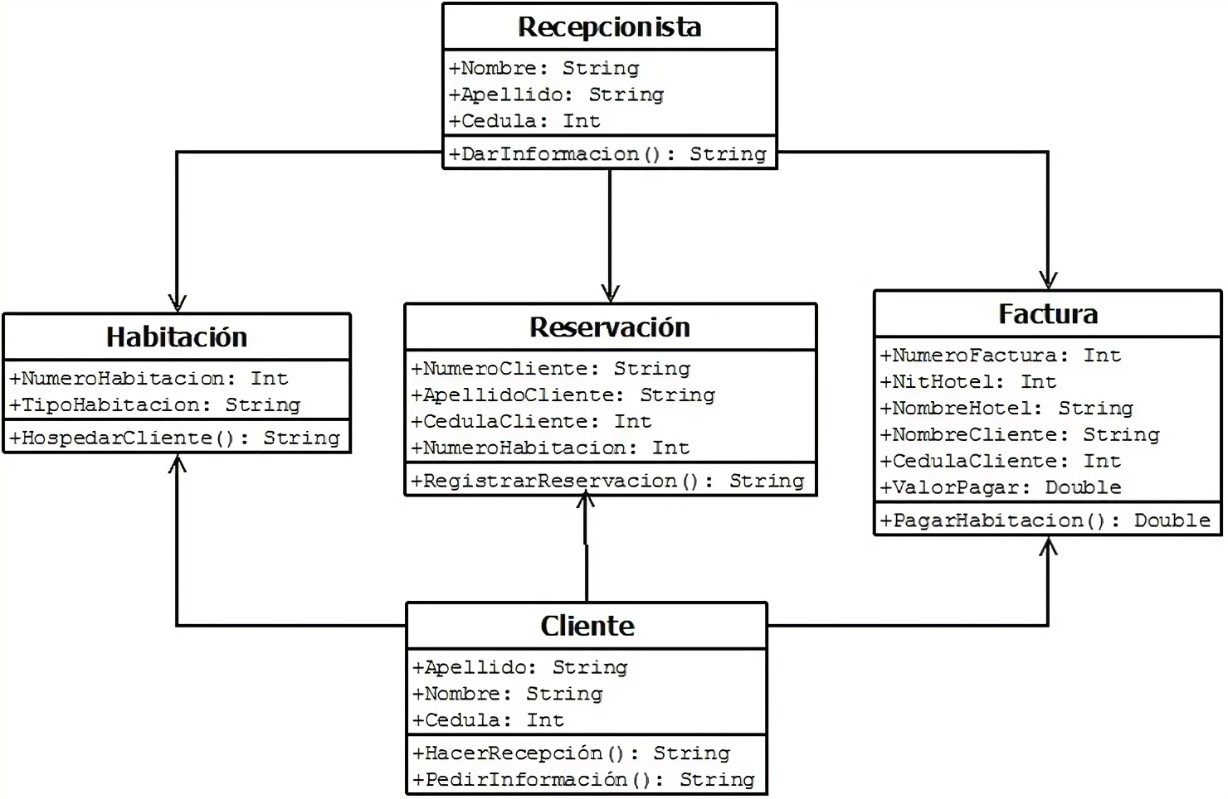 Recepcionista
+Nombre: String
+Apellido: String
+Cedula: Int
+DarInformacion(): String
Habitación
+NumeroHabitacion: Int
+TipoHabitacion: String
+HospedarCliente(): String
Reservación
+NumeroCliente: String
+ApellidoCliente: String
+CedulaCliente: Int
+NumeroHabitacion: Int
+RegistrarReservacion(): String
Factura
+NumeroFactura: Int
+NitHotel: Int
+NombreHotel: String
+NombreCliente: String
+CedulaCliente: Int
+ValorPagar: Double
+PagarHabitacion(): Double
Cliente
+Apellido: String
+Nombre: String
+Cedula: Int
+HacerRecepción(): String
+PedirInformación(): String